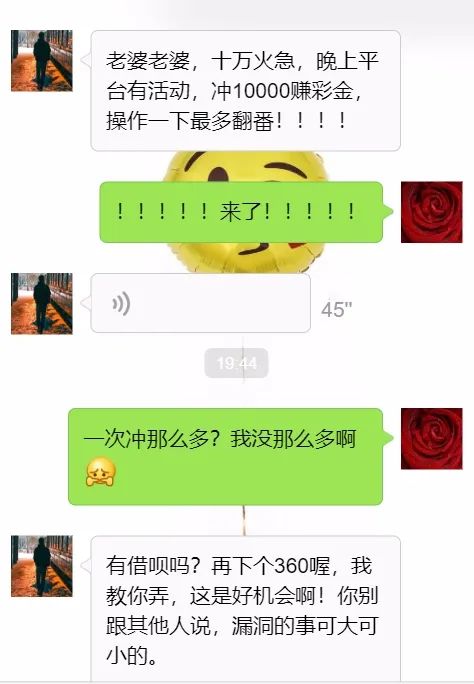 老婆老婆，十万火急，晚上平
台有活动，冲10000赚彩金，
操作一下最多翻番！！！！
！！！！！来了！！！！！
45"
19:44
一次冲那么多？我没那么多啊
有借呗吗？再下个360喔，我
教你弄，这是好机会啊！你别
跟其他人说，漏洞的事可大可
小的。